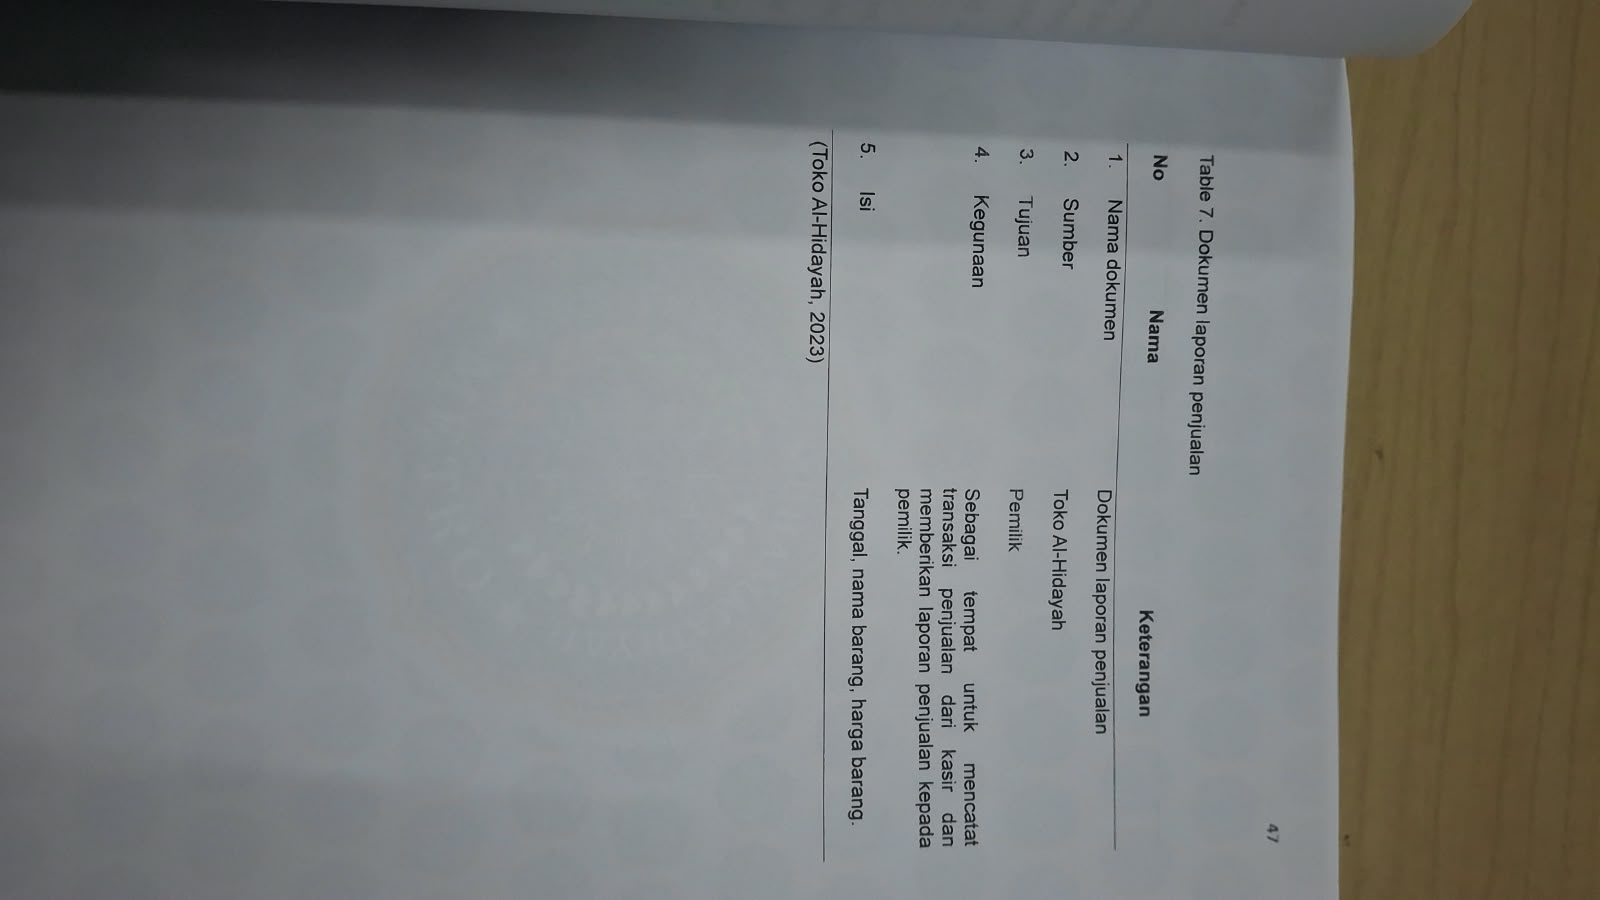 47
Table 7. Dokumen laporan penjualan
No Nama Keterangan
1. Nama dokumen Dokumen laporan penjualan
2. Sumber Toko Al-Hidayah
3. Tujuan Pemilik
4. Kegunaan Sebagai tempat untuk mencatat
transaksi penjualan dari kasir dan
memberikan laporan penjualan kepada
pemilik.
5. Isi Tanggal, nama barang, harga barang.
(Toko Al-Hidayah, 2023)